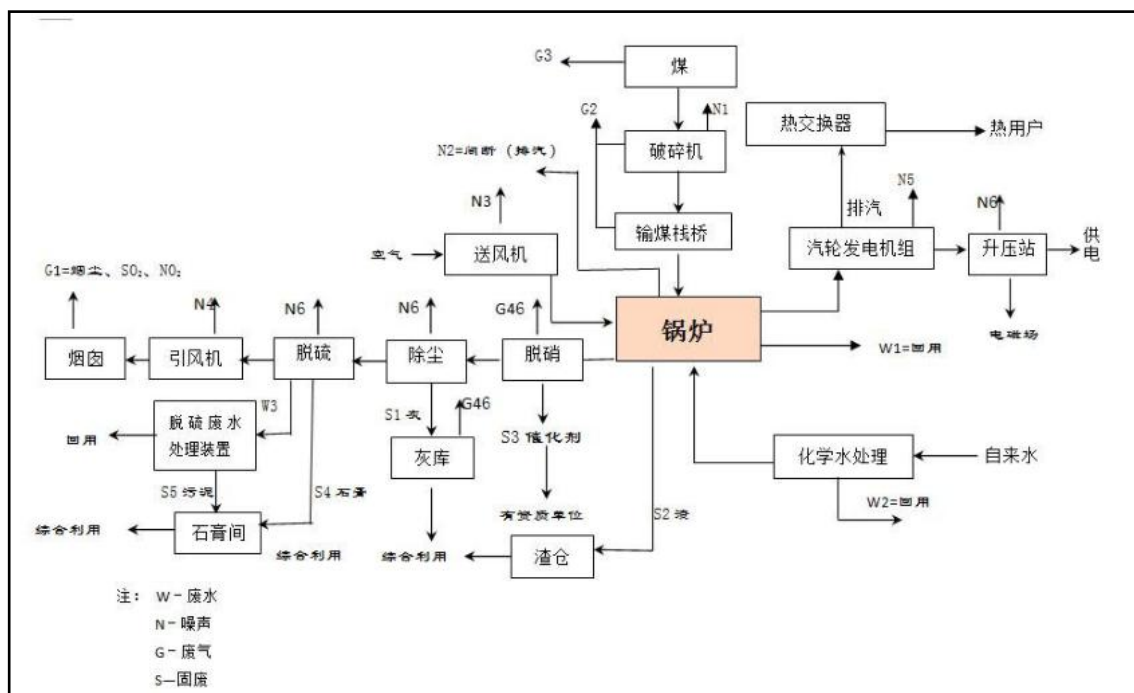 G3
煤
G2
N1
热交换器
热用户
N2=间断（排汽）
破碎机
N3
排汽
N5
N6
空气
送风机
输煤栈桥
汽轮发电机组
升压站
供电
G1=烟尘、SO₂、NO₂
N4
N6
N6
G46
锅炉
电磁场
烟囱
引风机
脱硫
除尘
脱硝
W1=回用
W3
S1 灰
G46
回用
脱硫废水
处理装置
灰库
S3 催化剂
化学水处理
自来水
S5 污泥
S4 石膏
S2 渣
W2=回用
有资质单位
综合利用
石膏间
综合利用
综合利用
渣仓
注： W－废水
N－噪声
G－废气
S—固废